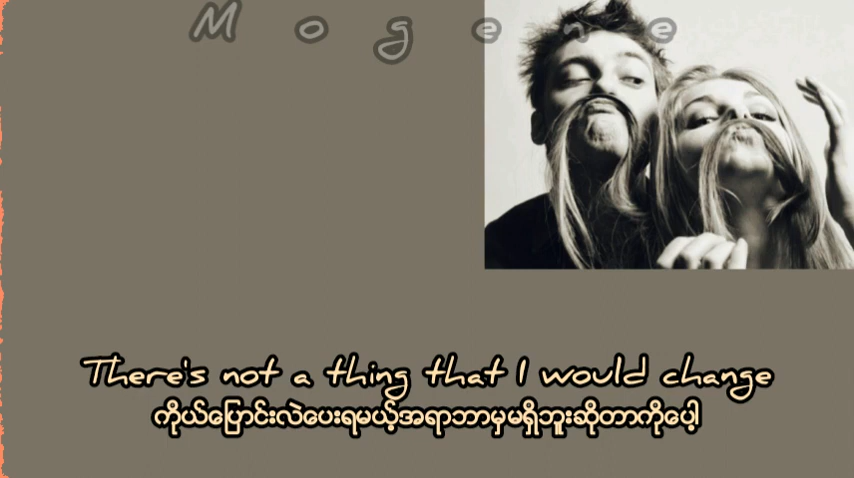 Mogene
There's not a thing that I would change
ကိုယ်ပြောင်းလဲပေးရမယ့်အရာဘာမှမရှိဘူးဆိုတာကိုပေါ့